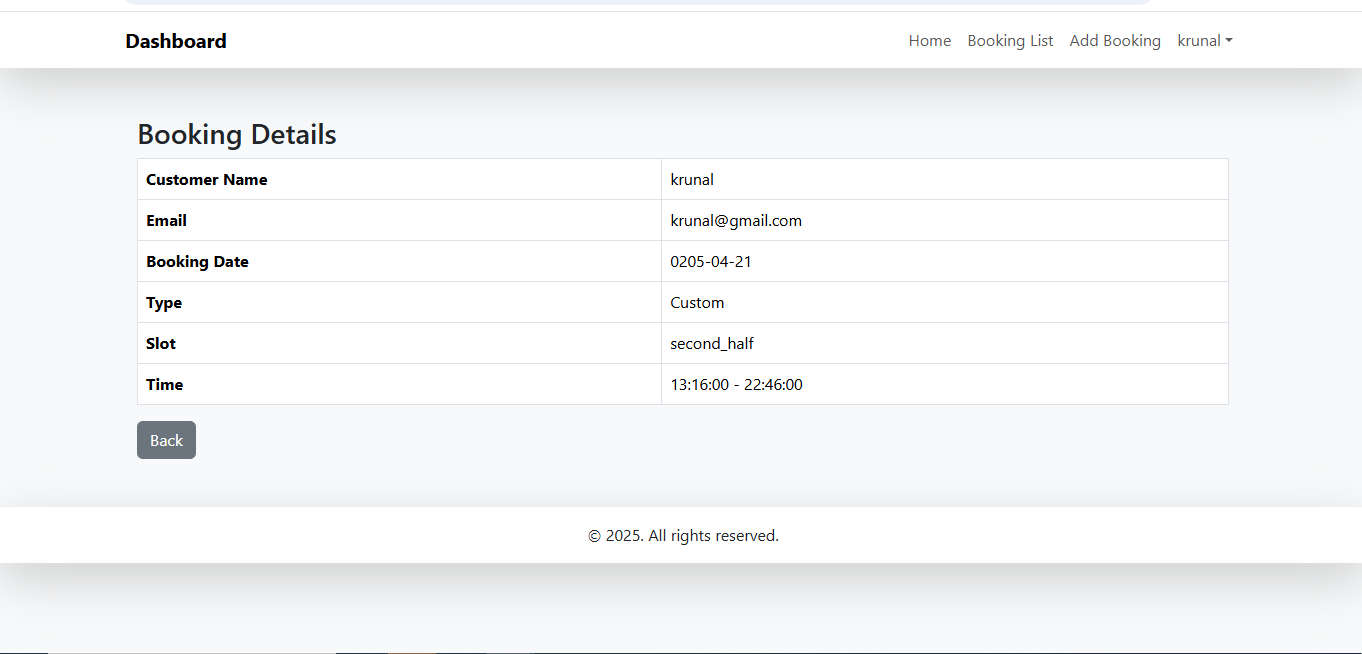 Dashboard Home Booking List Add Booking krunal
Booking Details
Customer Name krunal
Email krunal@gmail.com
Booking Date 0205-04-21
Type Custom
Slot second_half
Time 13:16:00 - 22:46:00
Back
© 2025. All rights reserved.